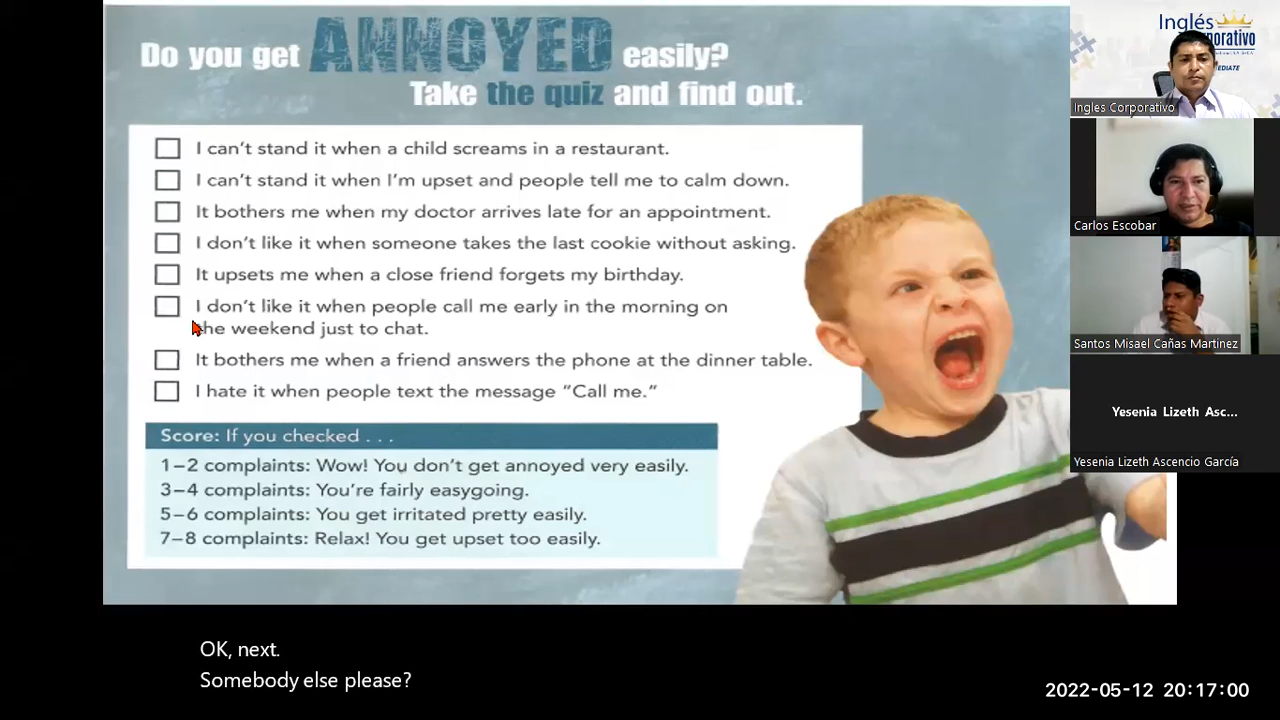 Do you get ANNOYED easily?
Take the quiz and find out.
I can't stand it when a child screams in a restaurant.
I can't stand it when I'm upset and people tell me to calm down.
It bothers me when my doctor arrives late for an appointment.
I don't like it when someone takes the last cookie without asking.
It upsets me when a close friend forgets my birthday.
I don't like it when people call me early in the morning on
the weekend just to chat.
It bothers me when a friend answers the phone at the dinner table.
I hate it when people text the message "Call me."
Score: If you checked . . .
1–2 complaints: Wow! You don't get annoyed very easily.
3–4 complaints: You're fairly easygoing.
5–6 complaints: You get irritated pretty easily.
7–8 complaints: Relax! You get upset too easily.
Inglés
Ingles Corporativo
Carlos Escobar
Santos Misael Cañas Martinez
Yesenia Lizeth Asc...
Yesenia Lizeth Ascencio García
OK, next.
Somebody else please?
2022-05-12 20:17:00